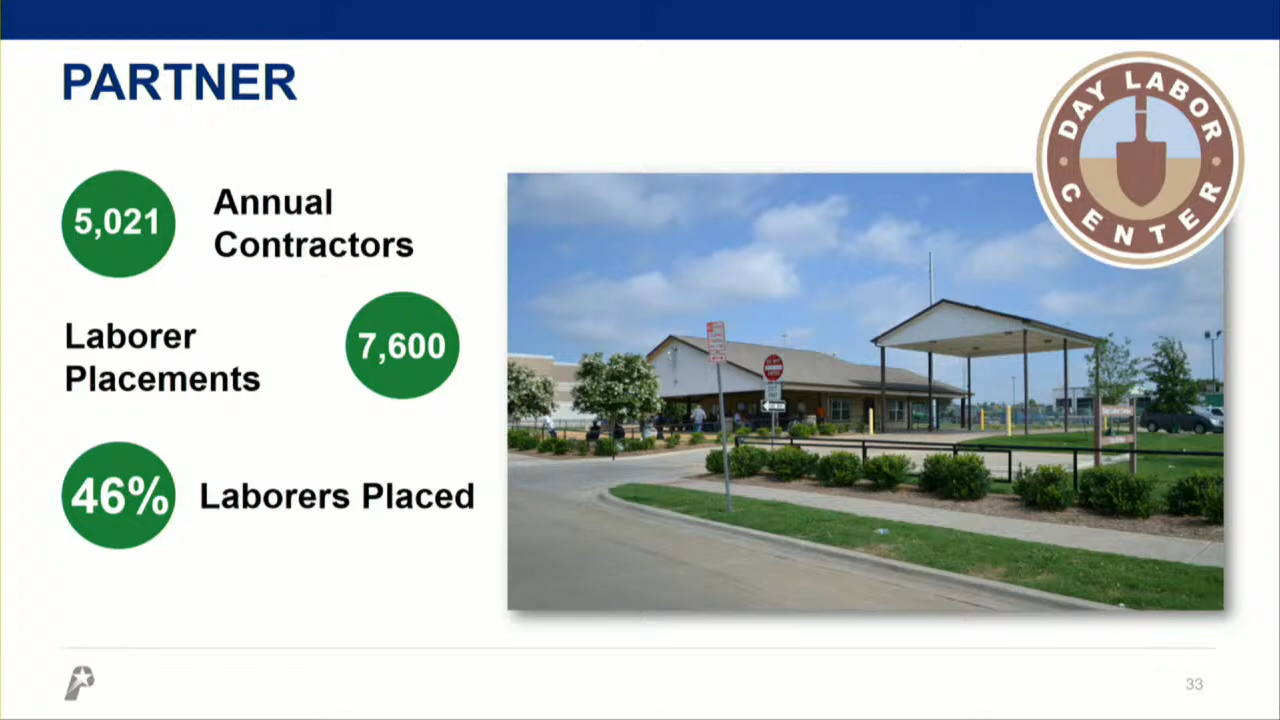 PARTNER
DAY LABOR
CENTER
5,021
Annual
Contractors
Laborer
Placements
7,600
46%
Laborers Placed
33